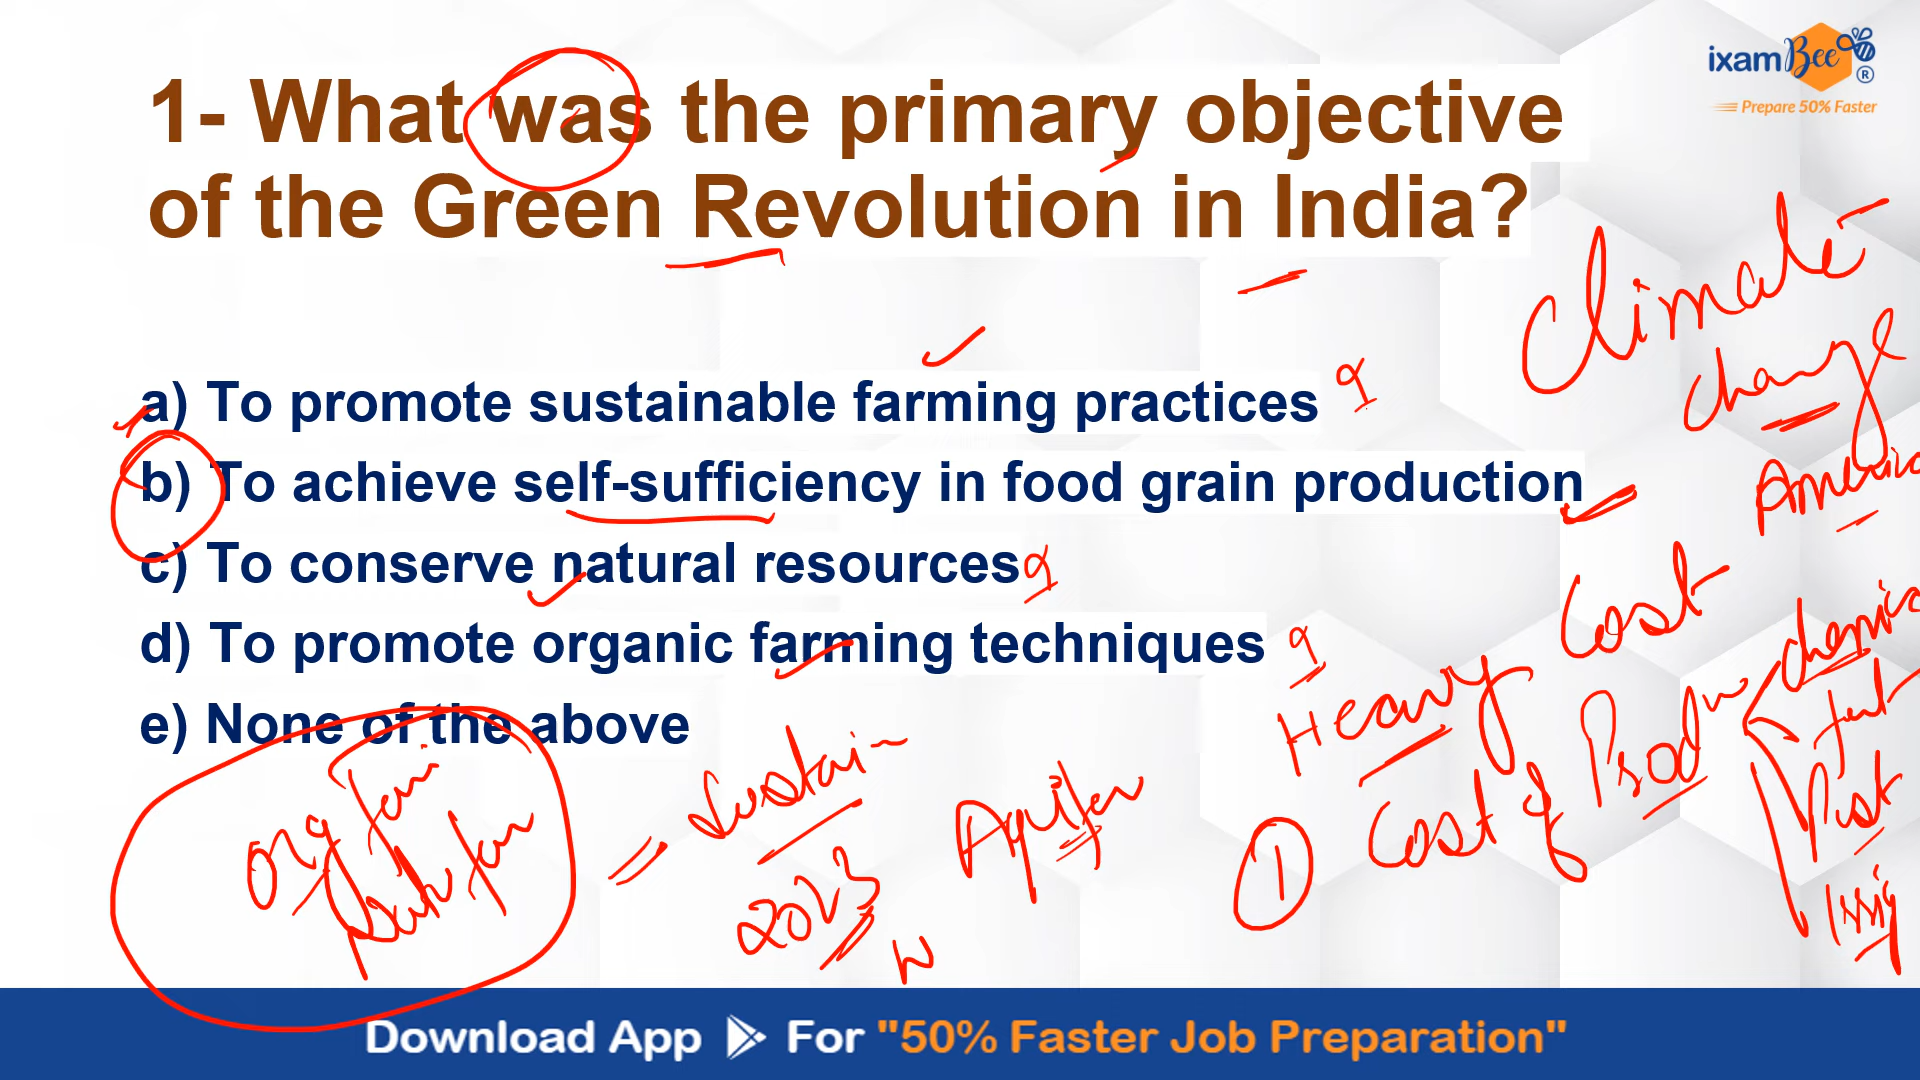 ixamBee
®
Prepare 50% Faster
1- What was the primary objective
of the Green Revolution in India?
a) To promote sustainable farming practices
b) To achieve self-sufficiency in food grain production
c) To conserve natural resources
d) To promote organic farming techniques
e) None of the above
Climate
change
America
Cost
Heavy
Cost of Prod
①
2023
Org
Download App For "50% Faster Job Preparation"